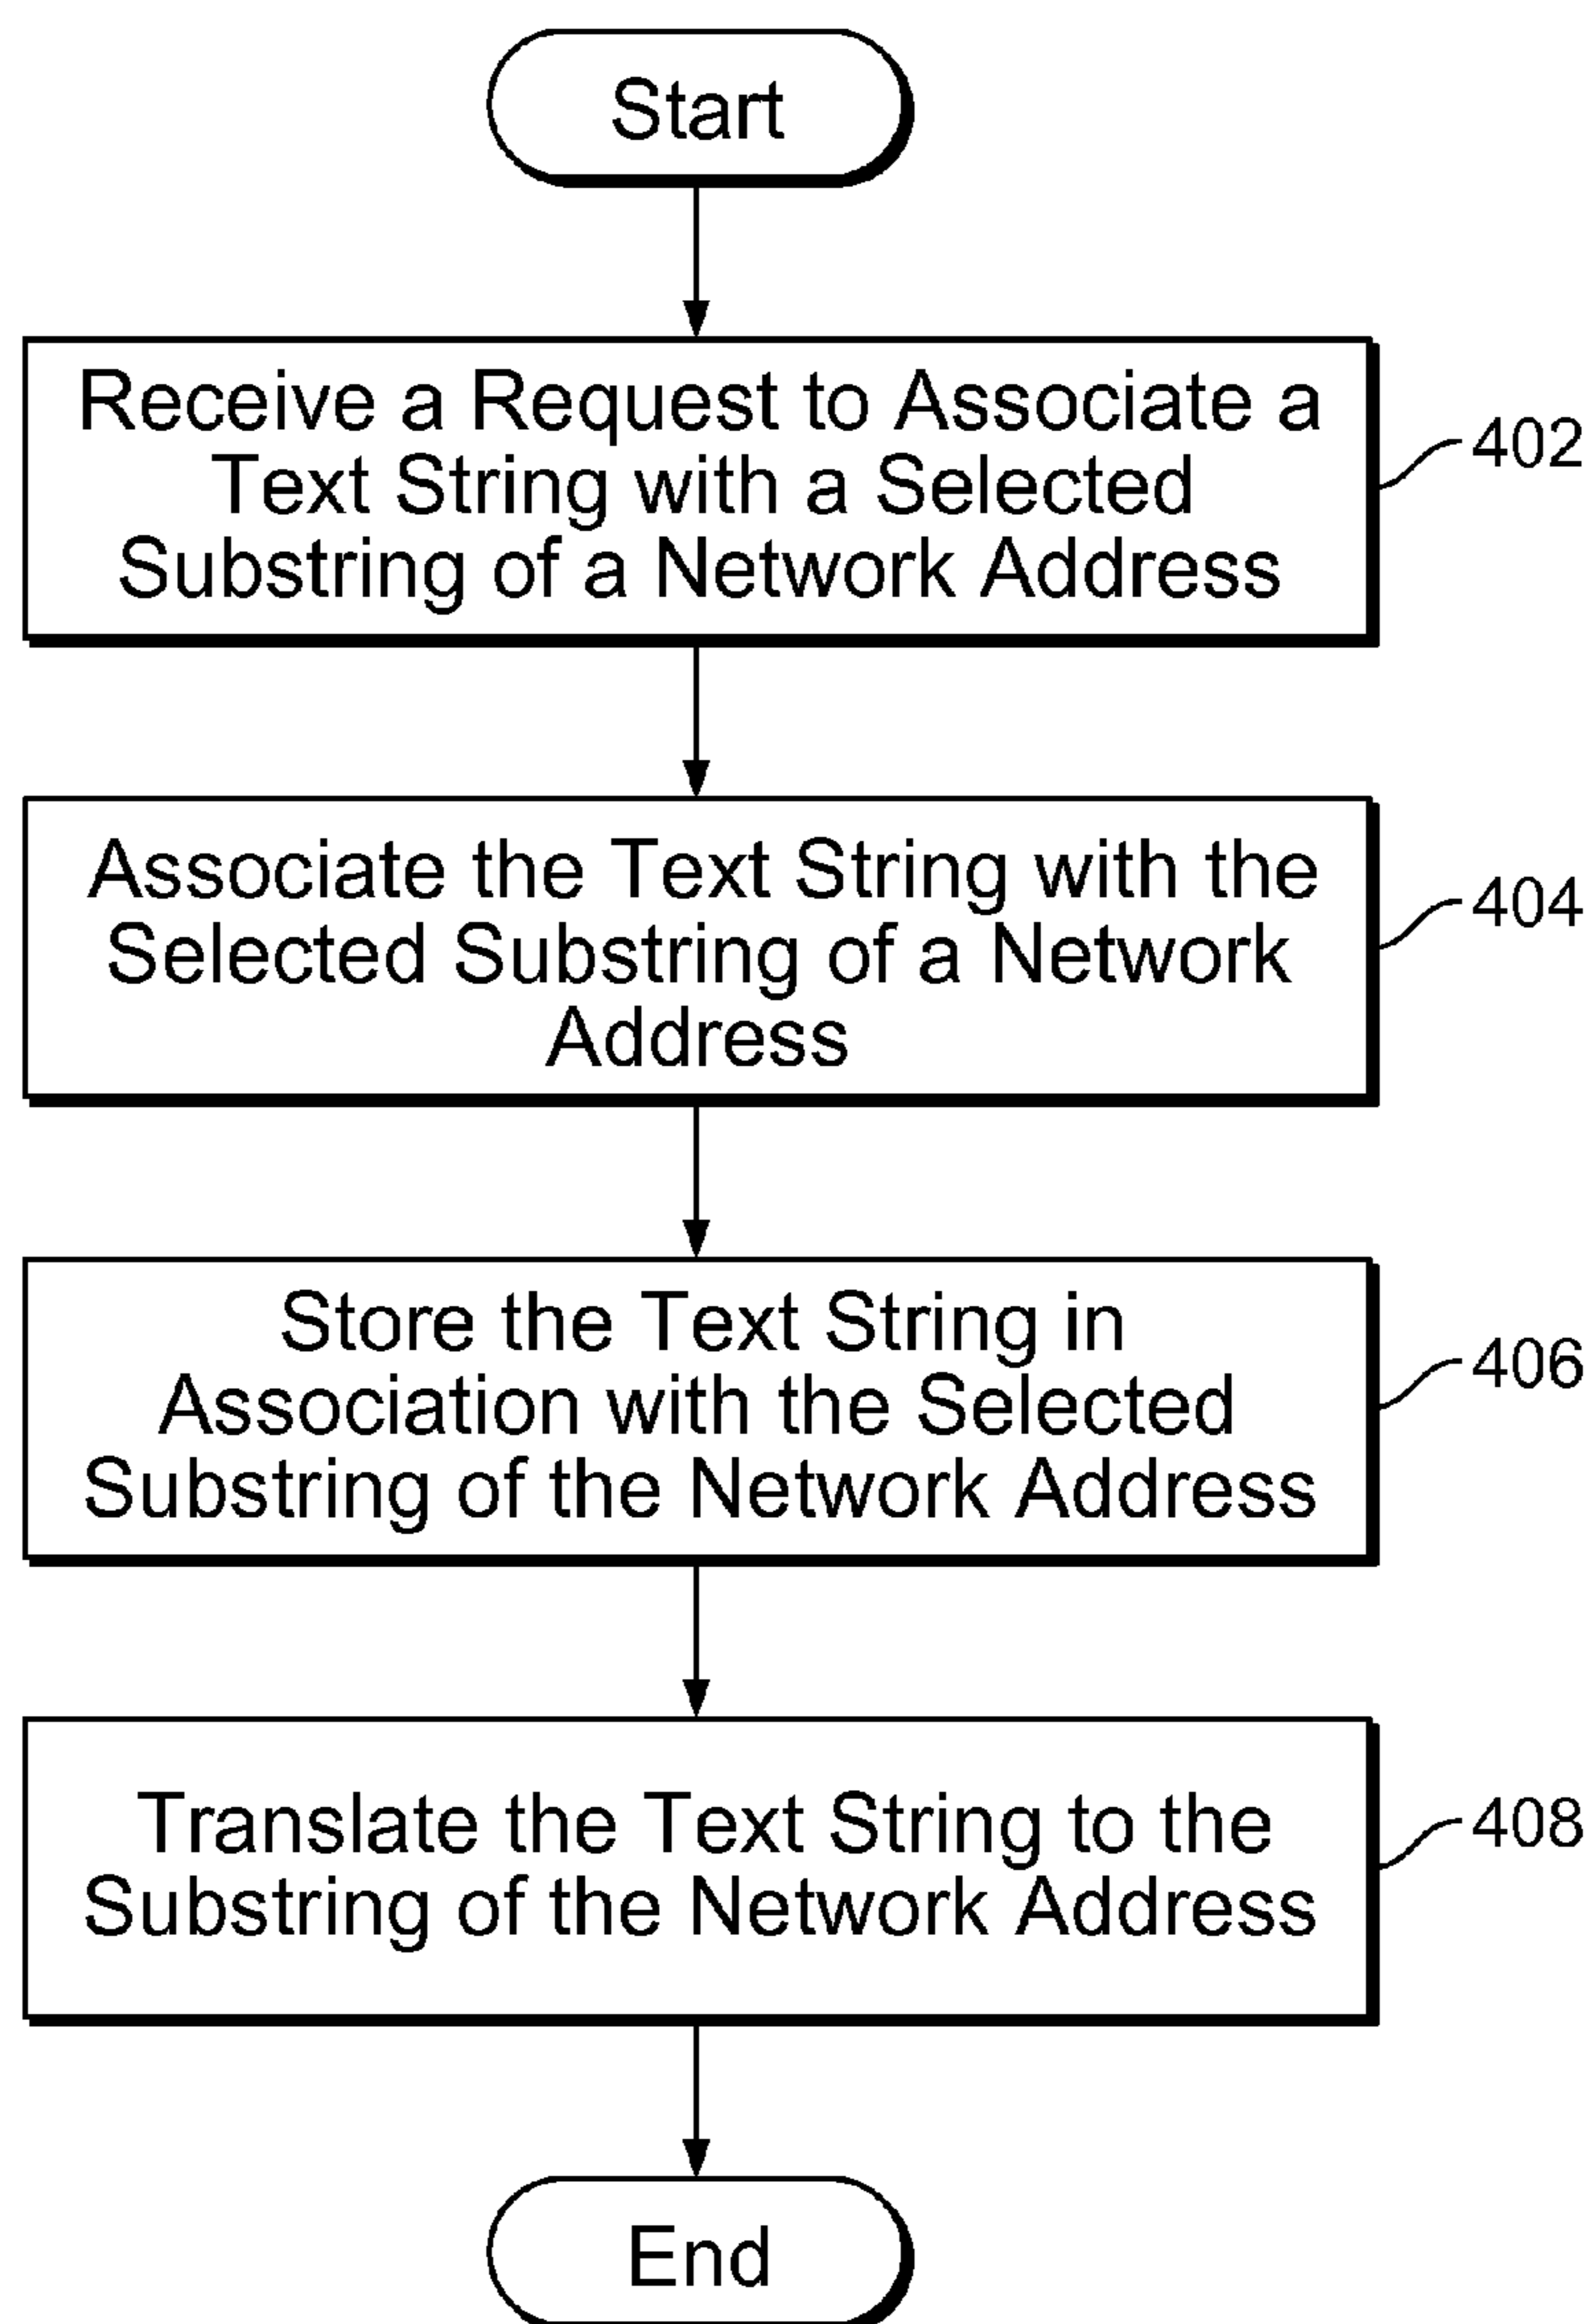 Start
Receive a Request to Associate a
Text String with a Selected
Substring of a Network Address
402
Associate the Text String with the
Selected Substring of a Network
Address
404
Store the Text String in
Association with the Selected
Substring of the Network Address
406
Translate the Text String to the
Substring of the Network Address
408
End